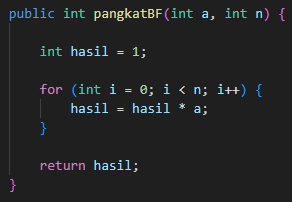 public int pangkatBF(int a, int n) {
int hasil = 1;
for (int i = 0; i < n; i++) {
hasil = hasil * a;
}
return hasil;
}